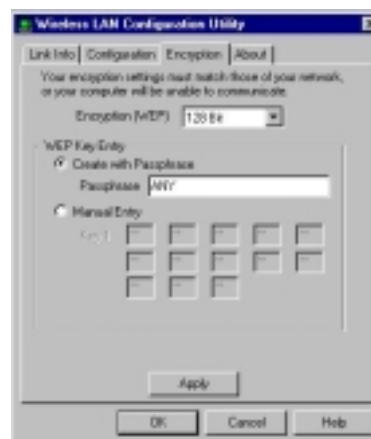 Wireless LAN Configuration Utility
Link Info Configuration Encryption About
Your encryption settings must match those of your network,
or your computer will be unable to communicate.
Encryption (WEP) 128 Bit
WEP Key Entry
Create with Passphrase
Passphrase ANY
Manual Entry
Key 1
Apply
OK Cancel Help